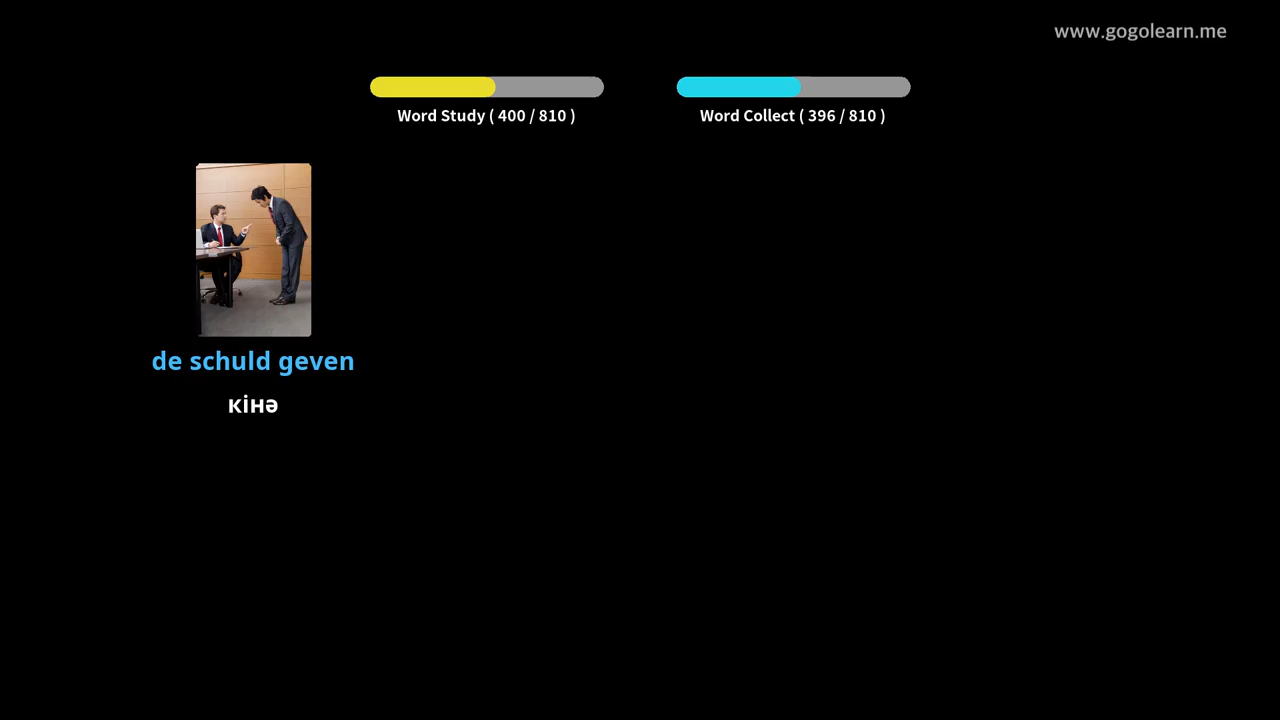 www.gogolearn.me
Word Study ( 400 / 810 )
Word Collect ( 396 / 810 )
de schuld geven
кінә